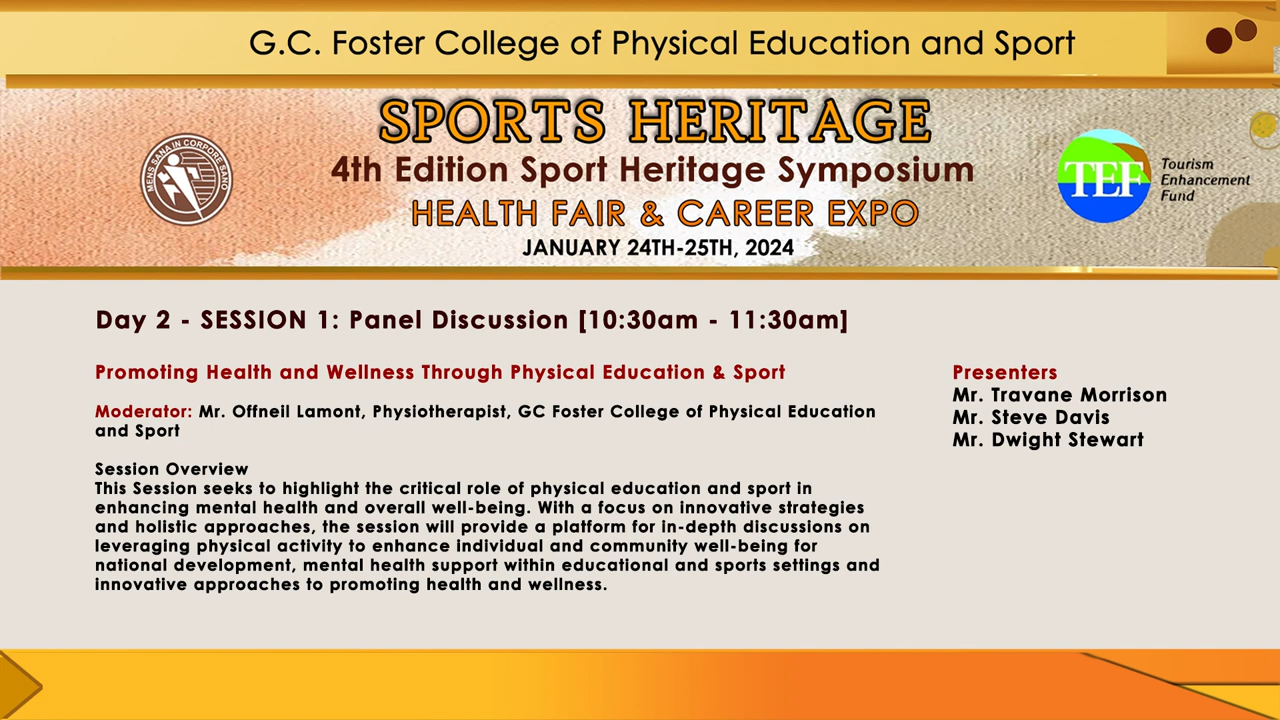 G.C. Foster College of Physical Education and Sport
SPORTS HERITAGE
4th Edition Sport Heritage Symposium
HEALTH FAIR & CAREER EXPO
JANUARY 24TH-25TH, 2024
MENS SANA IN CORPORE SANO
TEF
Tourism
Enhancement
Fund
Day 2 - SESSION 1: Panel Discussion [10:30am - 11:30am]
Promoting Health and Wellness Through Physical Education & Sport
Moderator: Mr. Offneil Lamont, Physiotherapist, GC Foster College of Physical Education
and Sport
Session Overview
This Session seeks to highlight the critical role of physical education and sport in
enhancing mental health and overall well-being. With a focus on innovative strategies
and holistic approaches, the session will provide a platform for in-depth discussions on
leveraging physical activity to enhance individual and community well-being for
national development, mental health support within educational and sports settings and
innovative approaches to promoting health and wellness.
Presenters
Mr. Travane Morrison
Mr. Steve Davis
Mr. Dwight Stewart